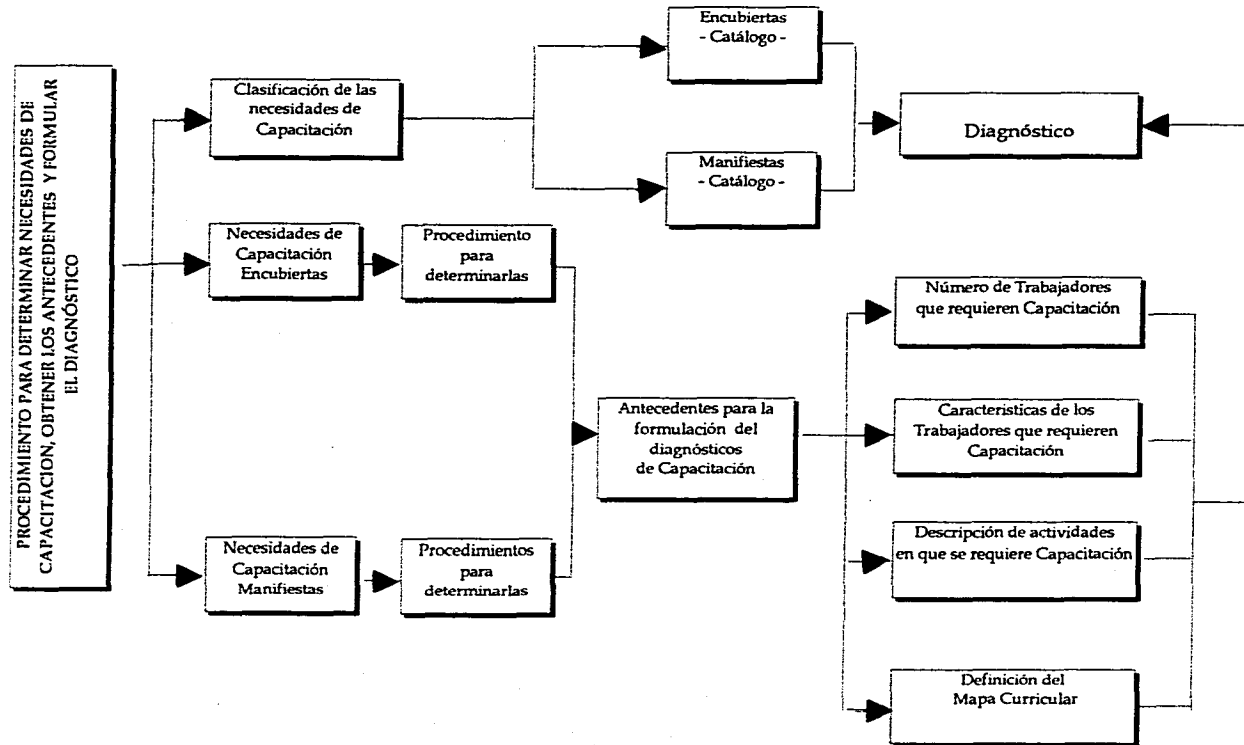 PROCEDIMIENTO PARA DETERMINAR NECESIDADES DE
CAPACITACION, OBTENER LOS ANTECEDENTES Y FORMULAR
EL DIAGNÓSTICO
Clasificación de las
necesidades de
Capacitación
Encubiertas
- Catálogo -
Manifiestas
- Catálogo -
Diagnóstico
Necesidades de
Capacitación
Encubiertas
Procedimiento
para
determinarlas
Necesidades de
Capacitación
Manifiestas
Procedimientos
para
determinarlas
Antecedentes para la
formulación del
diagnósticos
de Capacitación
Número de Trabajadores
que requieren Capacitación
Caracteristicas de los
Trabajadores que requieren
Capacitación
Descripción de actividades
en que se requiere Capacitación
Definición del
Mapa Curricular